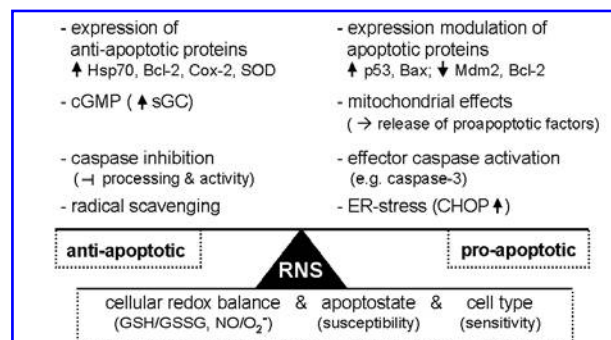 - expression of
anti-apoptotic proteins
↑ Hsp70, Bcl-2, Cox-2, SOD
- cGMP (↑ sGC)
- caspase inhibition
(⊣ processing & activity)
- radical scavenging
- expression modulation of
apoptotic proteins
↑ p53, Bax; ↓ Mdm2, Bcl-2
- mitochondrial effects
(→ release of proapoptotic factors)
- effector caspase activation
(e.g. caspase-3)
- ER-stress (CHOP ↑)
anti-apoptotic
pro-apoptotic
RNS
cellular redox balance & apoptostate & cell type
(GSH/GSSG, NO/O₂⁻) (susceptibility) (sensitivity)